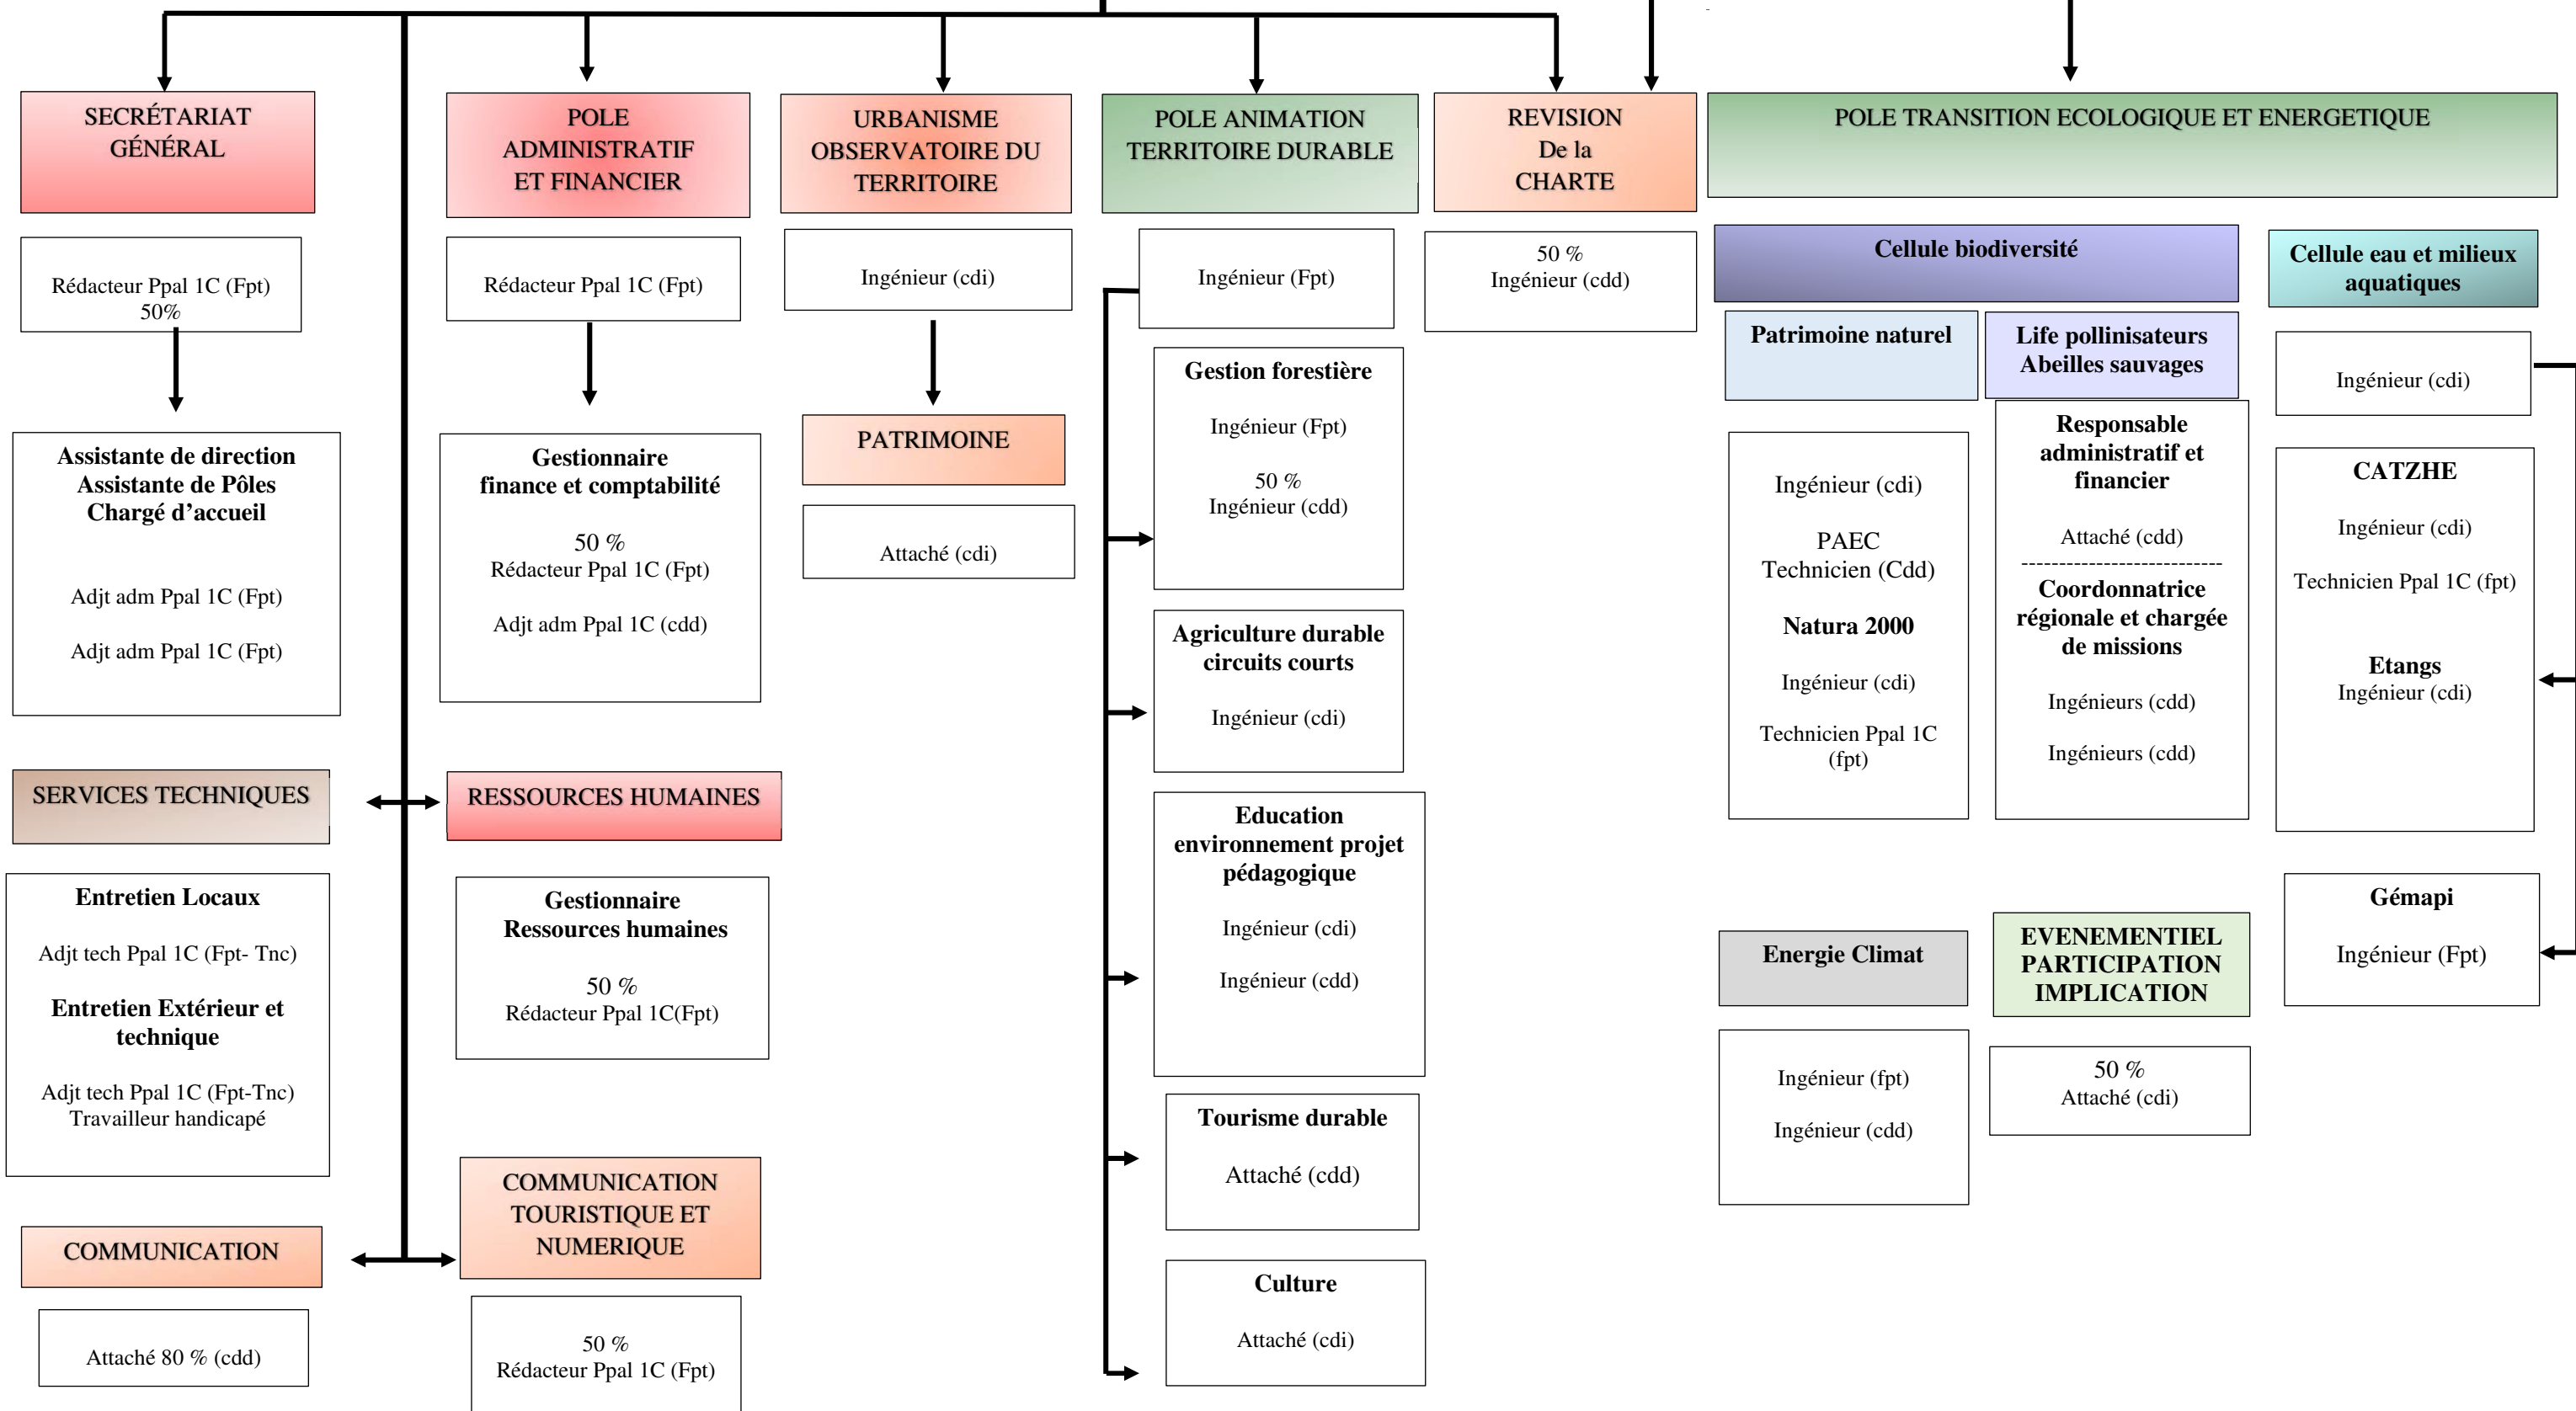 SECRÉTARIAT
GÉNÉRAL
Rédacteur Ppal 1C (Fpt)
50%
Assistante de direction
Assistante de Pôles
Chargé d’accueil
Adjt adm Ppal 1C (Fpt)
Adjt adm Ppal 1C (Fpt)
SERVICES TECHNIQUES
Entretien Locaux
Adjt tech Ppal 1C (Fpt- Tnc)
Entretien Extérieur et
technique
Adjt tech Ppal 1C (Fpt-Tnc)
Travailleur handicapé
COMMUNICATION
Attaché 80 % (cdd)
POLE
ADMINISTRATIF
ET FINANCIER
Rédacteur Ppal 1C (Fpt)
Gestionnaire
finance et comptabilité
50 %
Rédacteur Ppal 1C (Fpt)
Adjt adm Ppal 1C (cdd)
RESSOURCES HUMAINES
Gestionnaire
Ressources humaines
50 %
Rédacteur Ppal 1C(Fpt)
COMMUNICATION
TOURISTIQUE ET
NUMERIQUE
50 %
Rédacteur Ppal 1C (Fpt)
URBANISME
OBSERVATOIRE DU
TERRITOIRE
Ingénieur (cdi)
PATRIMOINE
Attaché (cdi)
POLE ANIMATION
TERRITOIRE DURABLE
Ingénieur (Fpt)
Gestion forestière
Ingénieur (Fpt)
50 %
Ingénieur (cdd)
Agriculture durable
circuits courts
Ingénieur (cdi)
Education
environnement projet
pédagogique
Ingénieur (cdi)
Ingénieur (cdd)
Tourisme durable
Attaché (cdd)
Culture
Attaché (cdi)
REVISION
De la
CHARTE
50 %
Ingénieur (cdd)
POLE TRANSITION ECOLOGIQUE ET ENERGETIQUE
Cellule biodiversité
Patrimoine naturel
Ingénieur (cdi)
PAEC
Technicien (Cdd)
Natura 2000
Ingénieur (cdi)
Technicien Ppal 1C
(fpt)
Life pollinisateurs
Abeilles sauvages
Responsable
administratif et
financier
Attaché (cdd)
---------------------------
Coordonnatrice
régionale et chargée
de missions
Ingénieurs (cdd)
Ingénieurs (cdd)
Energie Climat
Ingénieur (fpt)
Ingénieur (cdd)
EVENEMENTIEL
PARTICIPATION
IMPLICATION
50 %
Attaché (cdi)
Cellule eau et milieux
aquatiques
Ingénieur (cdi)
CATZHE
Ingénieur (cdi)
Technicien Ppal 1C (fpt)
Etangs
Ingénieur (cdi)
Gémapi
Ingénieur (Fpt)